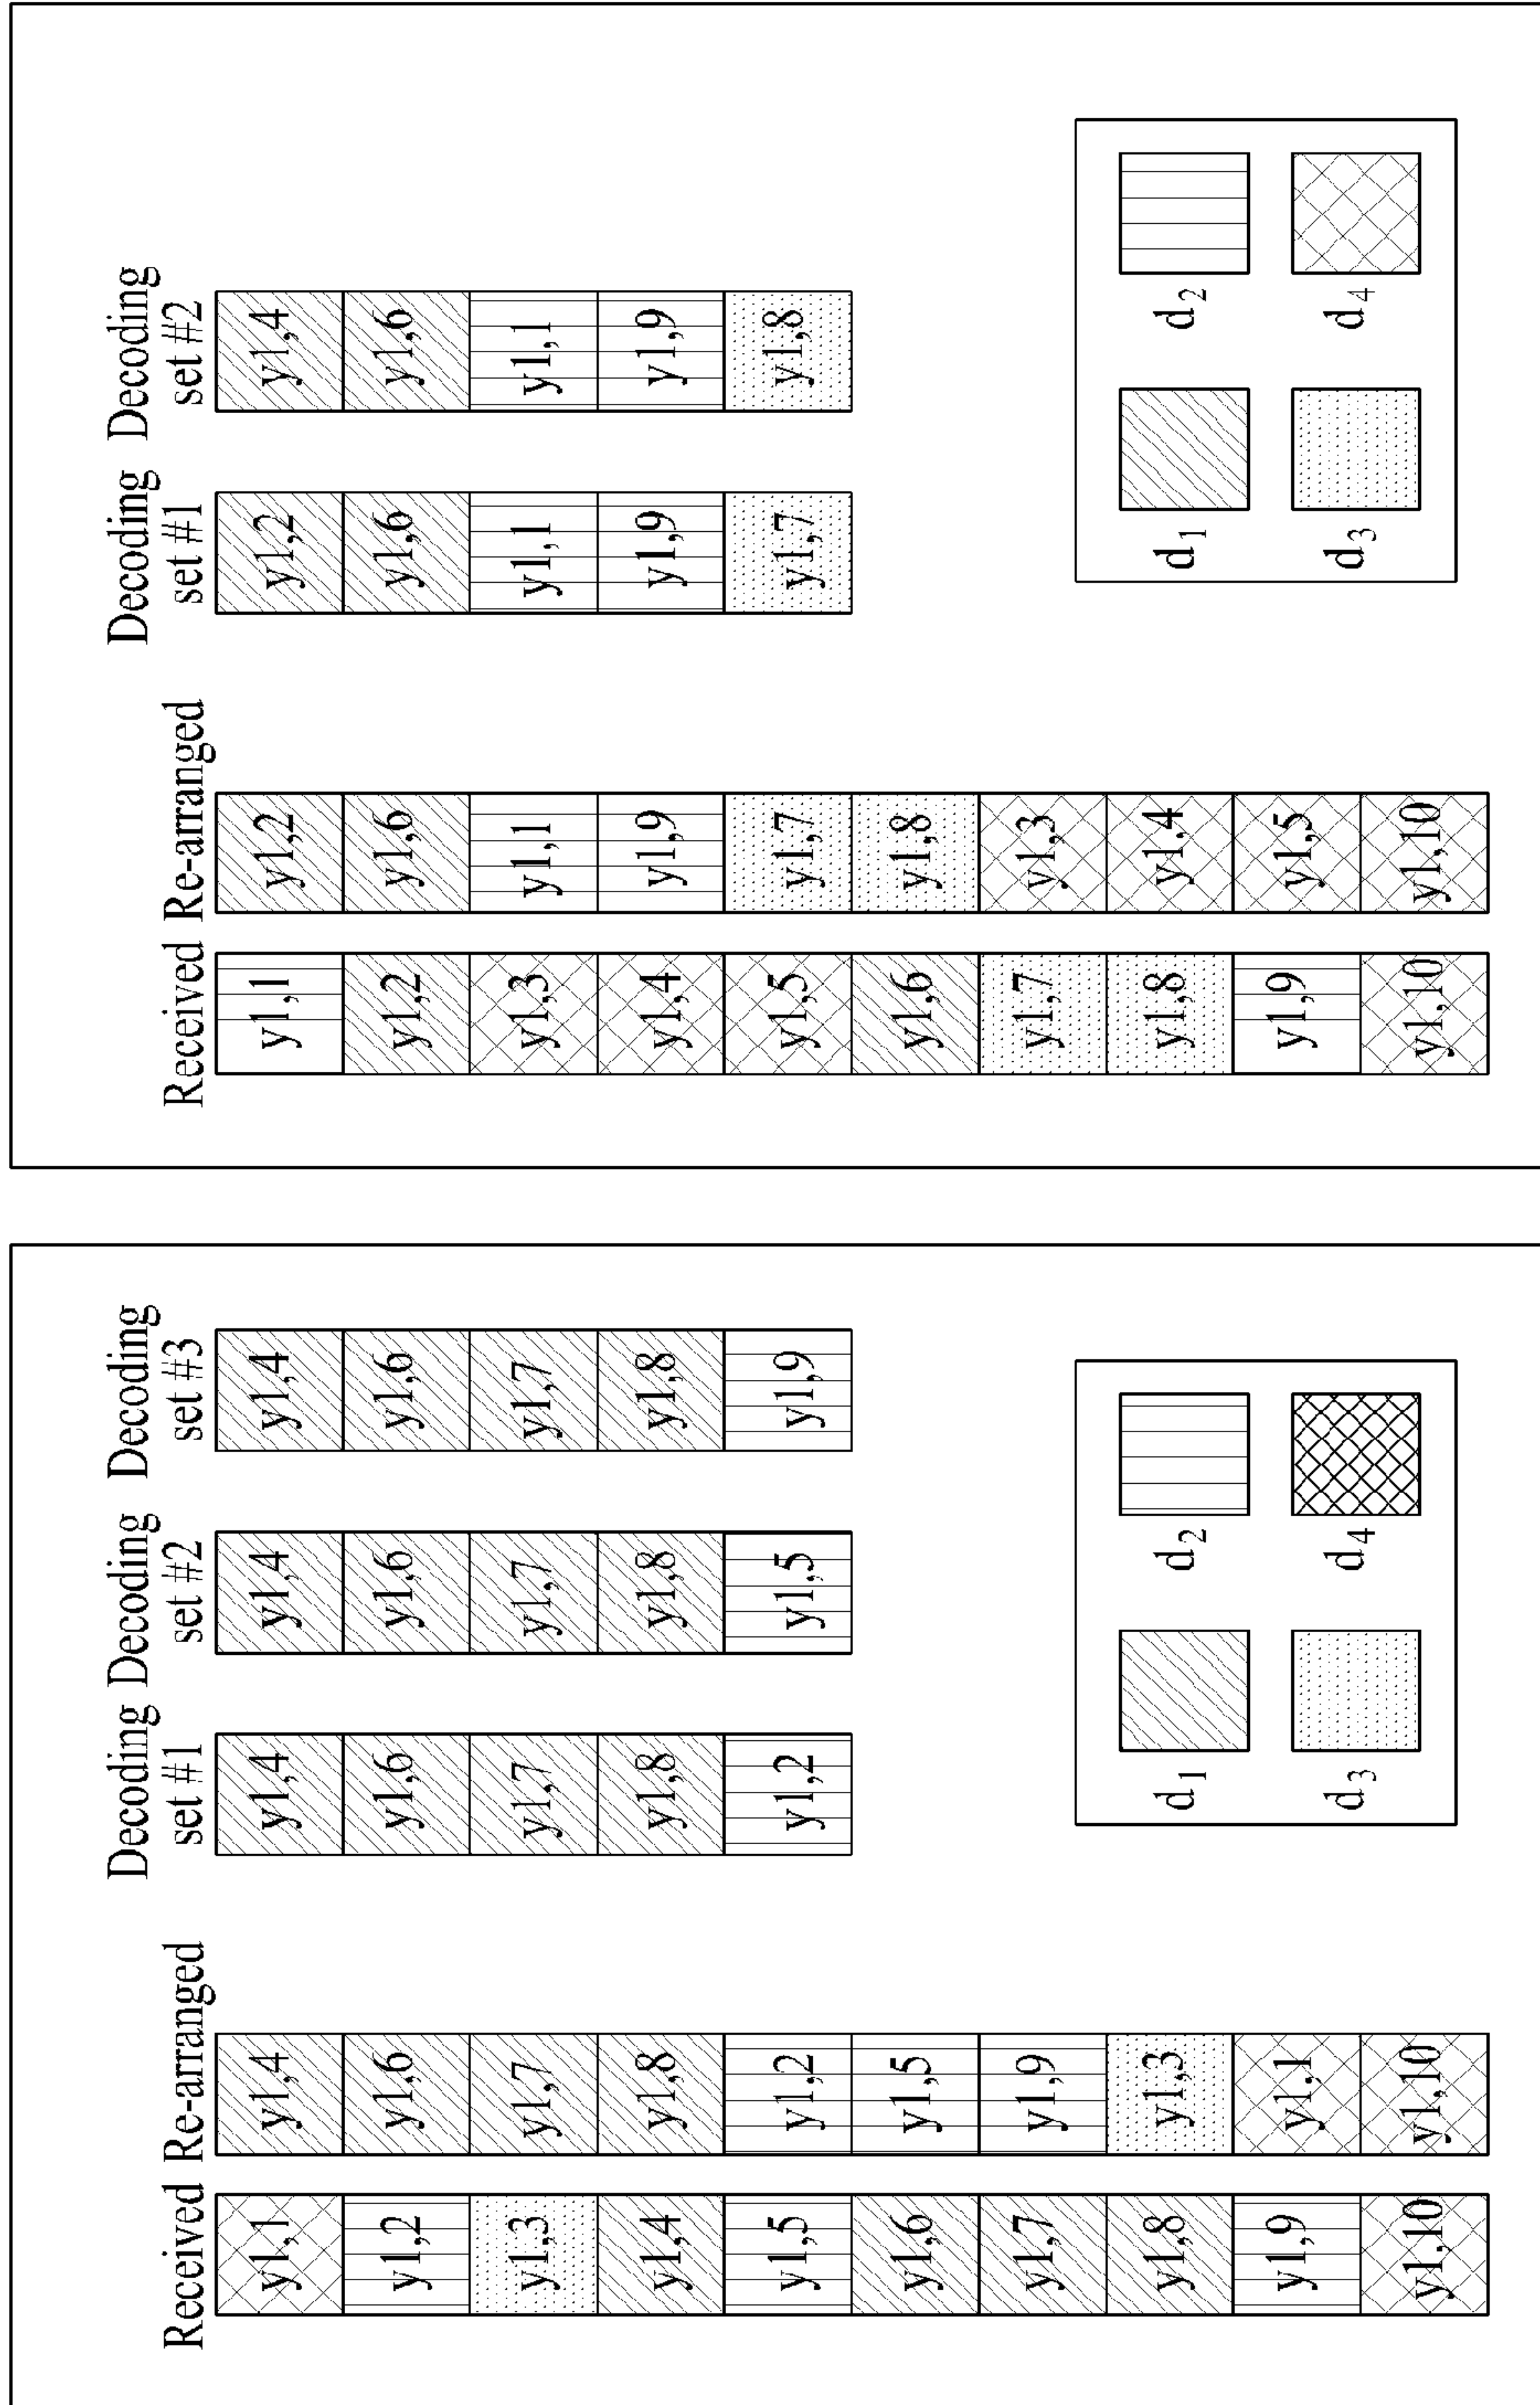 Received
y1,1
y1,2
y1,3
y1,4
y1,5
y1,6
y1,7
y1,8
y1,9
y1,10
Re-arranged
y1,4
y1,6
y1,7
y1,8
y1,2
y1,5
y1,9
y1,3
y1,1
y1,10
Decoding
set #1
y1,4
y1,6
y1,7
y1,8
y1,2
Decoding
set #2
y1,4
y1,6
y1,7
y1,8
y1,5
Decoding
set #3
y1,4
y1,6
y1,7
y1,8
y1,9
d1
d2
d3
d4
Received
y1,1
y1,2
y1,3
y1,4
y1,5
y1,6
y1,7
y1,8
y1,9
y1,10
Re-arranged
y1,2
y1,6
y1,1
y1,9
y1,7
y1,8
y1,3
y1,4
y1,5
y1,10
Decoding
set #1
y1,2
y1,6
y1,1
y1,9
y1,7
Decoding
set #2
y1,4
y1,6
y1,1
y1,9
y1,8
d1
d2
d3
d4